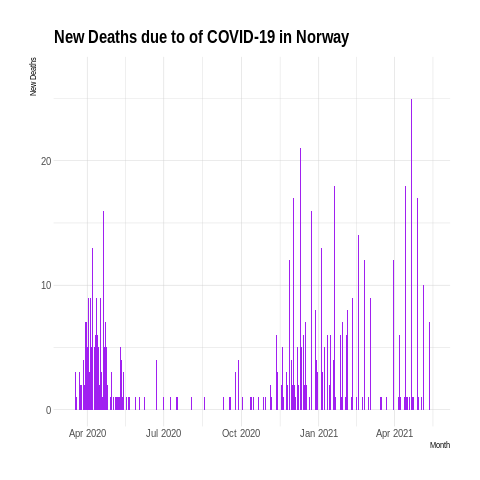 New Deaths due to of COVID-19 in Norway
New Deaths
20
10
0
Apr 2020 Jul 2020 Oct 2020 Jan 2021 Apr 2021
Month